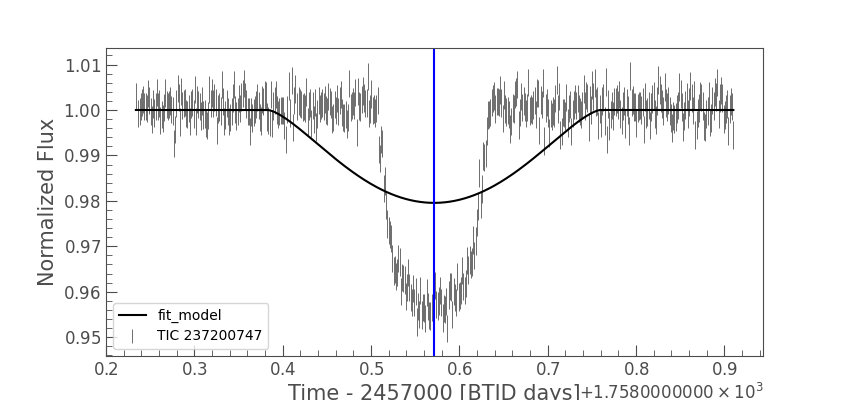 1.01
1.00
0.99
0.98
0.97
0.96
0.95
Normalized Flux
fit_model
TIC 237200747
0.2 0.3 0.4 0.5 0.6 0.7 0.8 0.9
Time - 2457000 [BTJD days]
+1.7580000000 × 10³